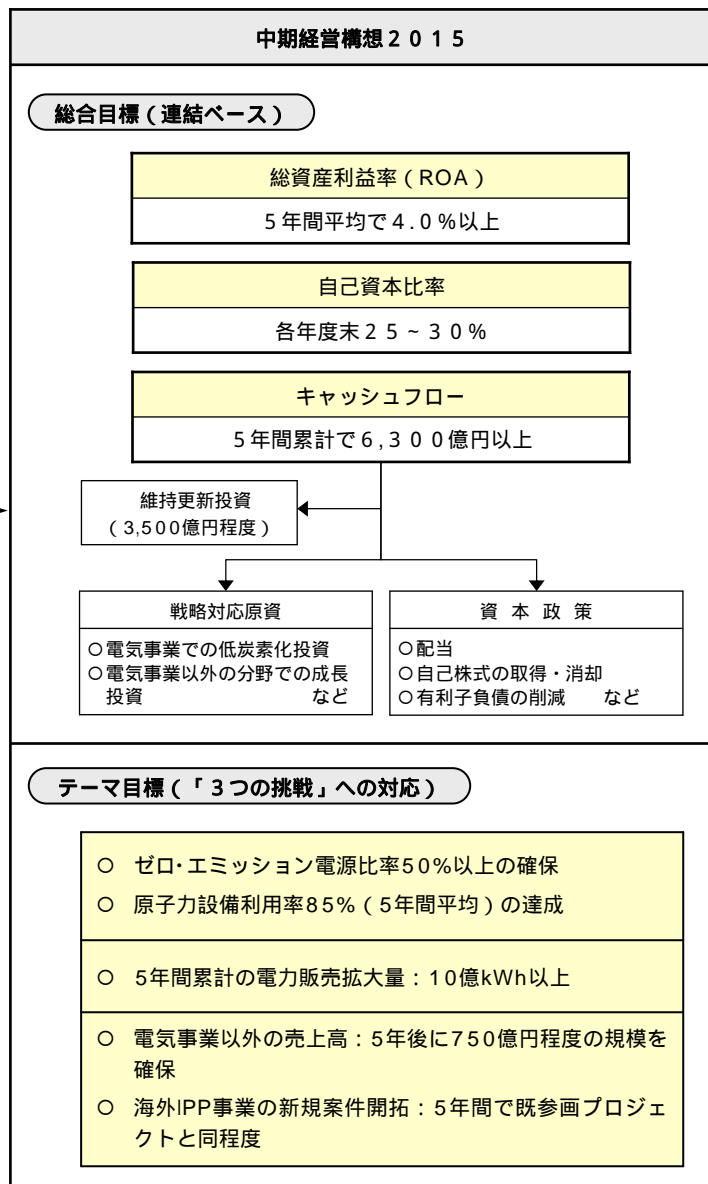 中期経営構想２０１５
総合目標（連結ベース）
総資産利益率（ROA）
５年間平均で４.０％以上
自己資本比率
各年度末２５～３０％
キャッシュフロー
５年間累計で６,３００億円以上
維持更新投資
（3,500億円程度）
戦略対応原資
○電気事業での低炭素化投資
○電気事業以外の分野での成長
投資　など
資本政策
○配当
○自己株式の取得・消却
○有利子負債の削減　など
テーマ目標（「３つの挑戦」への対応）
○ ゼロ・エミッション電源比率50%以上の確保
○ 原子力設備利用率85%（5年間平均）の達成
○ 5年間累計の電力販売拡大量：10億kWh以上
○ 電気事業以外の売上高：5年後に750億円程度の規模を
確保
○ 海外IPP事業の新規案件開拓：5年間で既参画プロジェ
クトと同程度